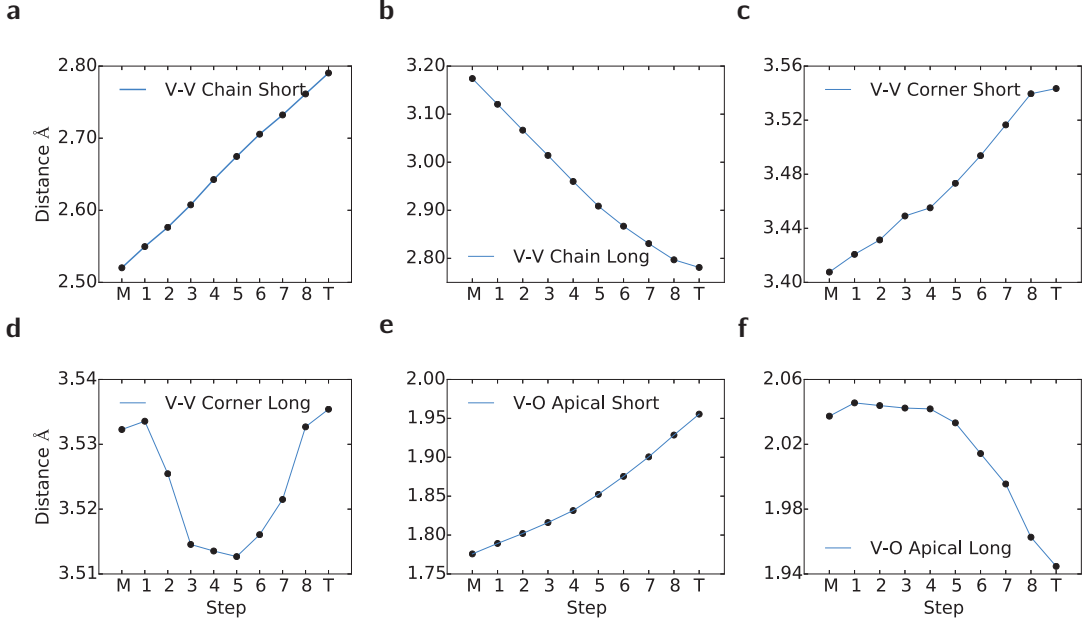 a
2.80
2.70
2.60
2.50
Distance Å
V-V Chain Short
M 1 2 3 4 5 6 7 8 T
b
3.20
3.10
3.00
2.90
2.80
V-V Chain Long
M 1 2 3 4 5 6 7 8 T
c
3.56
3.52
3.48
3.44
3.40
V-V Corner Short
M 1 2 3 4 5 6 7 8 T
d
3.54
3.53
3.52
3.51
Distance Å
V-V Corner Long
M 1 2 3 4 5 6 7 8 T
Step
e
2.00
1.95
1.90
1.85
1.80
1.75
V-O Apical Short
M 1 2 3 4 5 6 7 8 T
Step
f
2.06
2.02
1.98
1.94
V-O Apical Long
M 1 2 3 4 5 6 7 8 T
Step